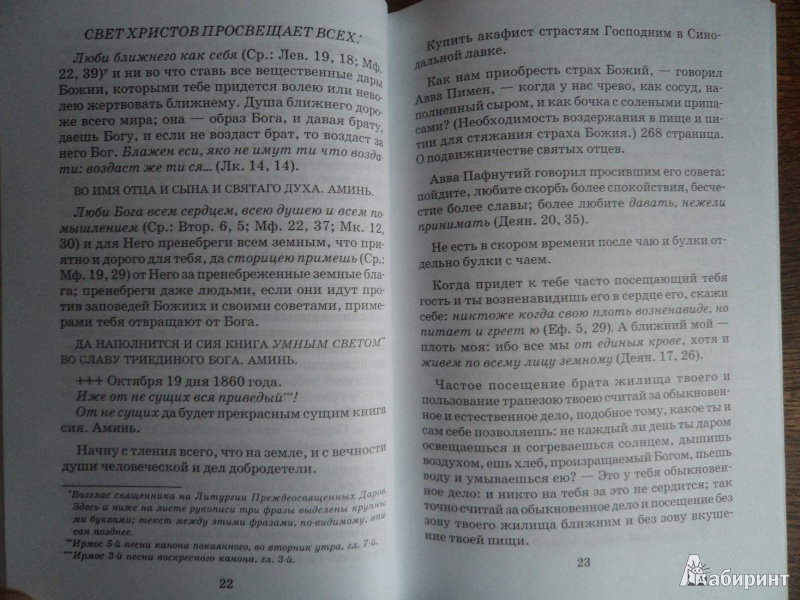 СВЕТ ХРИСТОВ ПРОСВЕЩАЕТ ВСЕХ.*
Люби ближнего как себя (Ср.: Лев. 19, 18; Мф.
22, 39) и ни во что ставь все вещественные дары
Божии, которыми тебе придется волею или нево-
лею жертвовать ближнему. Душа ближнего доро-
же всего мира; она — образ Бога, и давая брату,
даешь Богу, и если не воздаст брат, то воздаст за
него Бог. Блажен еси, яко не имут ти что возда-
ти: воздаст же ти ся... (Лк. 14, 14).
ВО ИМЯ ОТЦА И СЫНА И СВЯТАГО ДУХА. АМИНЬ.
Люби Бога всем сердцем, всею душею и всем по-
мышлением (Ср.: Втор. 6, 5; Мф. 22, 37; Мк. 12,
30) и для Него пренебреги всем земным, что при-
ятно и дорого для тебя, да сторицею примешь (Ср.:
Мф. 19, 29) от Него за пренебреженные земные бла-
га; пренебреги даже людьми, если они идут про-
тив заповедей Божиих и своими советами, приме-
рами тебя отвращают от Бога.
ДА НАПОЛНИТСЯ И СИЯ КНИГА УМНЫМ СВЕТОМ**
ВО СЛАВУ ТРИЕДИНОГО БОГА. АМИНЬ.
+++ Октября 19 дня 1860 года.
Иже от не сущих вся приведый***!
От не сущих да будет прекрасным сущим книга
сия. Аминь.
Начну с тления всего, что на земле, и с вечности
души человеческой и дел добродетели.
*Возглас священника на Литургии Преждеосвященных Даров.
Здесь и ниже на листе рукописи три фразы выделены крупны-
ми буквами; текст между этими фразами, по-видимому, впи-
сан позднее.
**Ирмос 5-й песни канона покаянного, во вторник утра, гл. 7-й.
***Ирмос 3-й песни воскресного канона, гл. 3-й.
22
Купить акафист страстям Господним в Сино-
дальной лавке.
Как нам приобресть страх Божий, — говорил
Авва Пимен, — когда у нас чрево, как сосуд, на-
полненный сыром, и как бочка с солеными припа-
сами? (Необходимость воздержания в пище и пи-
тии для стяжания страха Божия.) 268 страница.
О подвижничестве святых отцев.
Авва Пафнутий говорил просившим его совета:
пойдите, любите скорбь более спокойствия, бесче-
стие более славы; более любите давать, нежели
принимать (Деян. 20, 35).
Не есть в скором времени после чаю и булки от-
дельно булки с чаем.
Когда придет к тебе часто посещающий тебя
гость и ты возненавидишь его в сердце его, скажи
себе: никтоже когда свою плоть возненавиде, но
питает и греет ю (Еф. 5, 29). А ближний мой —
плоть моя: ибо все мы от единыя крове, хотя и
живем по всему лицу земному (Деян. 17, 26).
Частое посещение брата жилища твоего и
пользование трапезою твоею считай за обыкновен-
ное и естественное дело, подобное тому, какое ты и
сам себе позволяешь: не каждый ли день ты даром
освещаешься и согреваешься солнцем, дышишь
воздухом, ешь хлеб, произращаемый Богом, пьешь
воду и умываешься ею? — Это у тебя обыкновен-
ное дело: и никто на тебя за это не сердится; так
точно считай за обыкновенное дело и посещение без
зову твоего жилища ближним и без зову вкуше-
ние твоей пищи.
23
Лабиринт